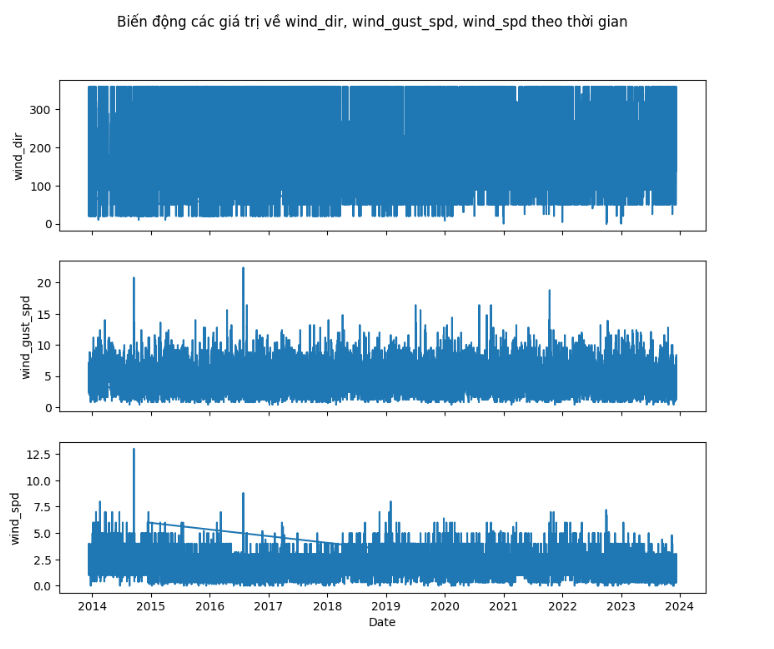 Biến động các giá trị về wind_dir, wind_gust_spd, wind_spd theo thời gian
wind_dir
300
200
100
0
wind_gust_spd
20
15
10
5
0
wind_spd
12.5
10.0
7.5
5.0
2.5
0.0
2014 2015 2016 2017 2018 2019 2020 2021 2022 2023 2024
Date